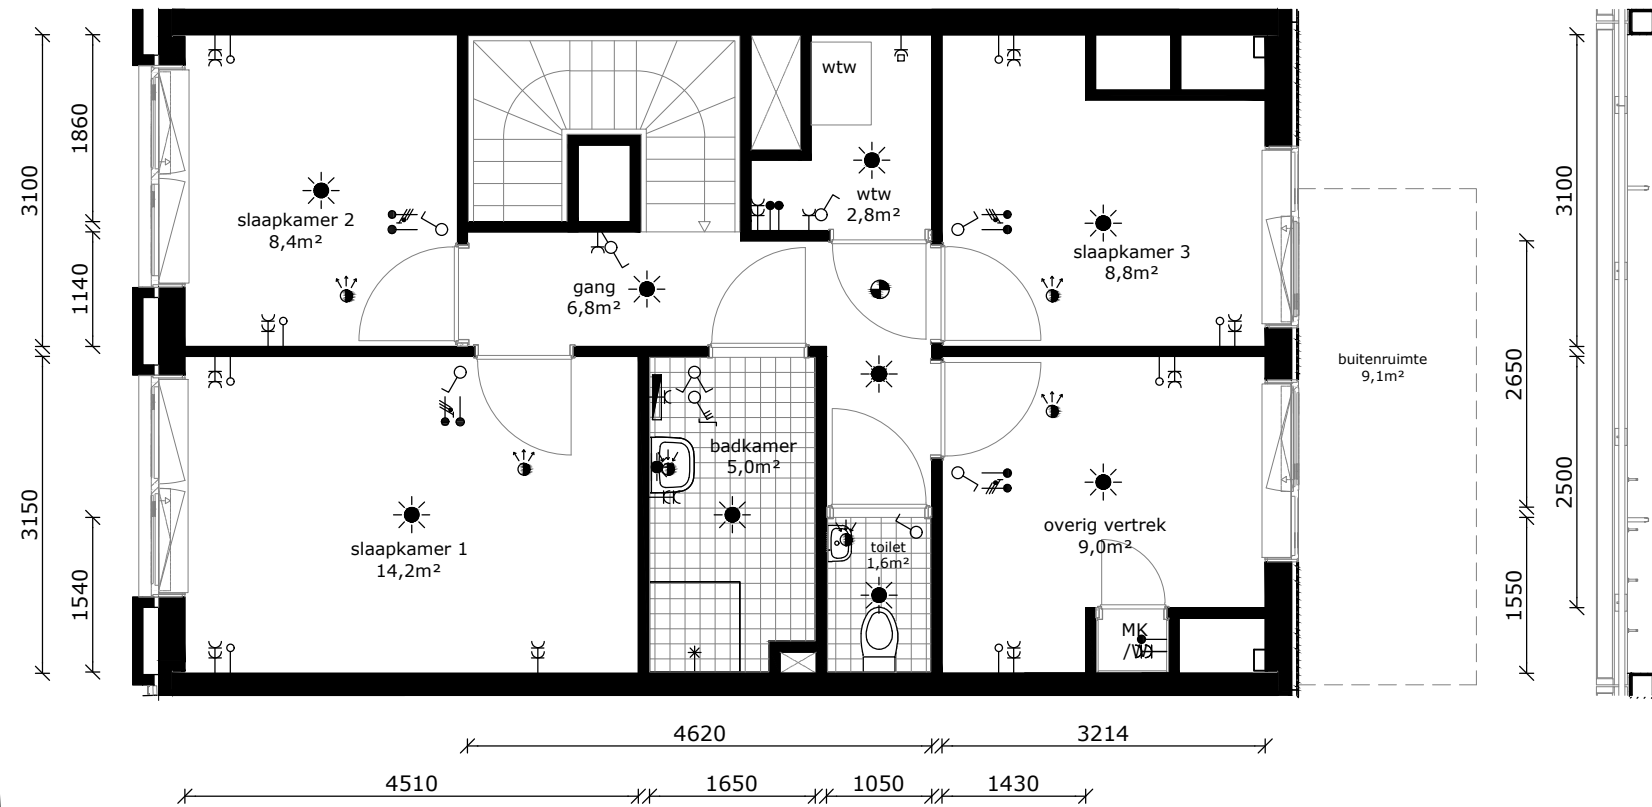 wtw
wtw
2,8m²
slaapkamer 2
8,4m²
slaapkamer 3
8,8m²
gang
6,8m²
buitenruimte
9,1m²
badkamer
5,0m²
slaapkamer 1
14,2m²
overig vertrek
9,0m²
toilet
1,6m²
MK
3100
1860
1140
3150
1540
3100
2650
2500
1550
4620
3214
4510
1650
1050
1430